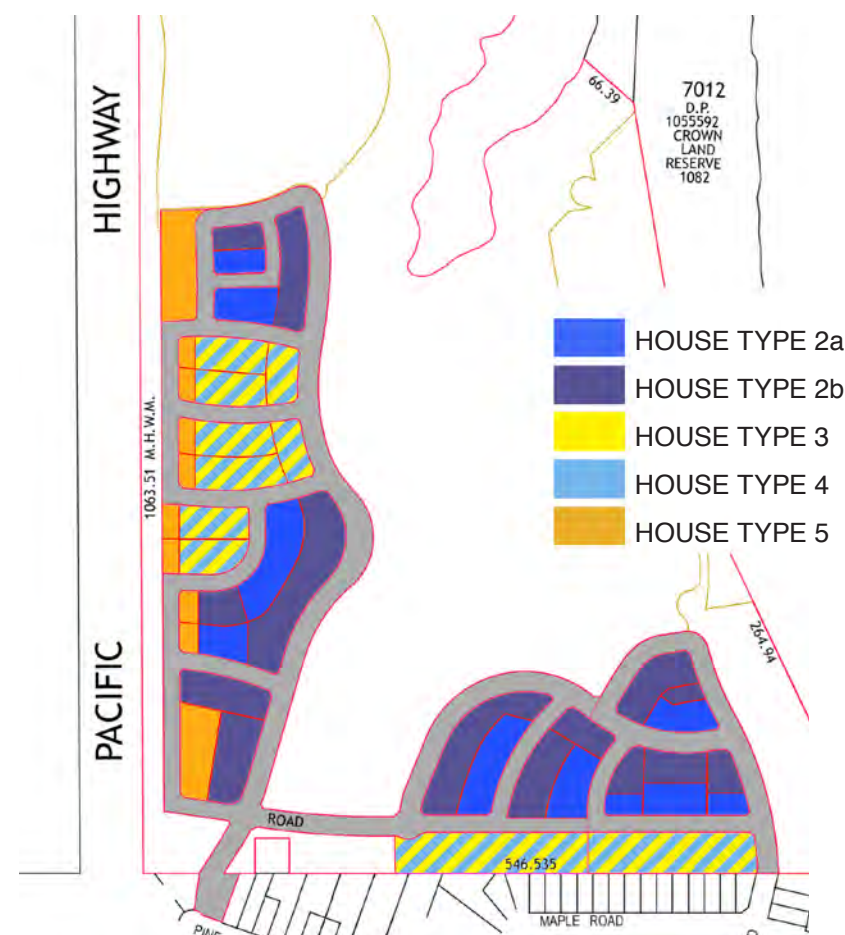 HIGHWAY
PACIFIC
1063.51 M.H.W.M.
66.39
7012
D.P.
1055592
CROWN
LAND
RESERVE
1082
HOUSE TYPE 2a
HOUSE TYPE 2b
HOUSE TYPE 3
HOUSE TYPE 4
HOUSE TYPE 5
264.94
ROAD
546.535
MAPLE ROAD